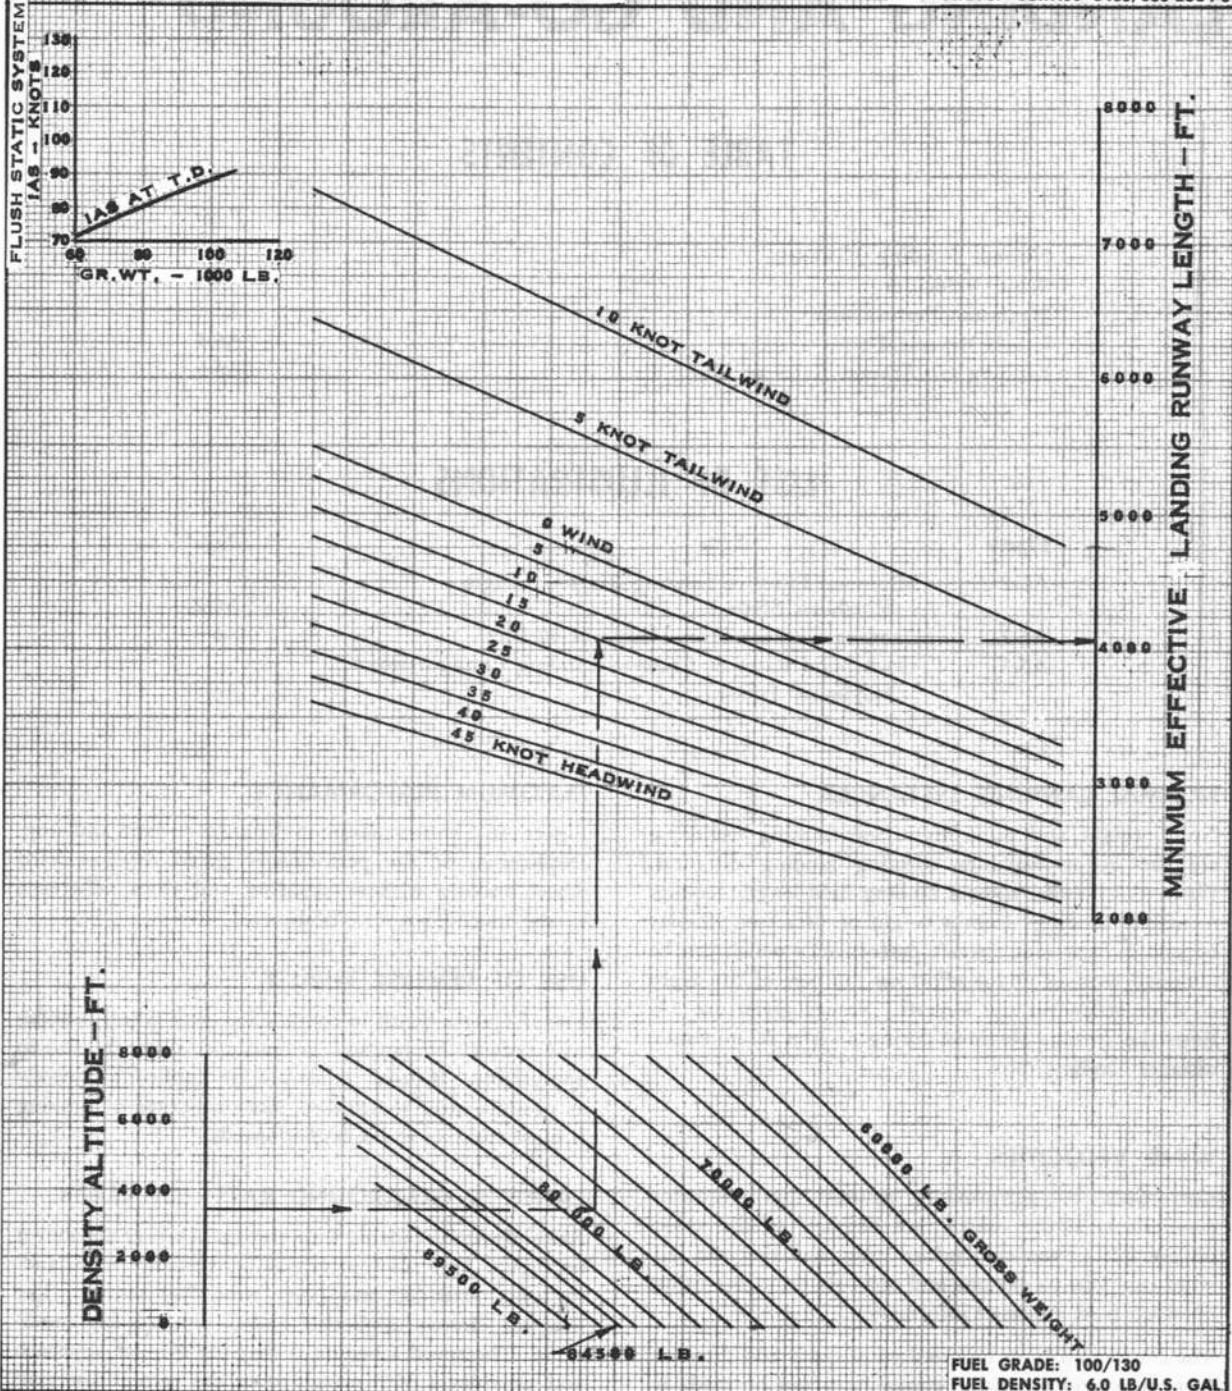 FLUSH STATIC SYSTEM
IAS - KNOTS
130
120
110
100
90
80
70
IAS AT T.D.
60 80 100 120
GR.WT. - 1000 LB.
8000
7000
6000
5000
4000
3000
2000
MINIMUM EFFECTIVE LANDING RUNWAY LENGTH - FT.
10 KNOT TAILWIND
5 KNOT TAILWIND
0 WIND
5
10
15
20
25
30
35
40
45 KNOT HEADWIND
DENSITY ALTITUDE - FT.
8000
6000
4000
2000
0
60000 LB. GROSS WEIGHT
70000 LB.
80 000 LB.
89500 LB.
84500 LB.
FUEL GRADE: 100/130
FUEL DENSITY: 6.0 LB/U.S. GAL